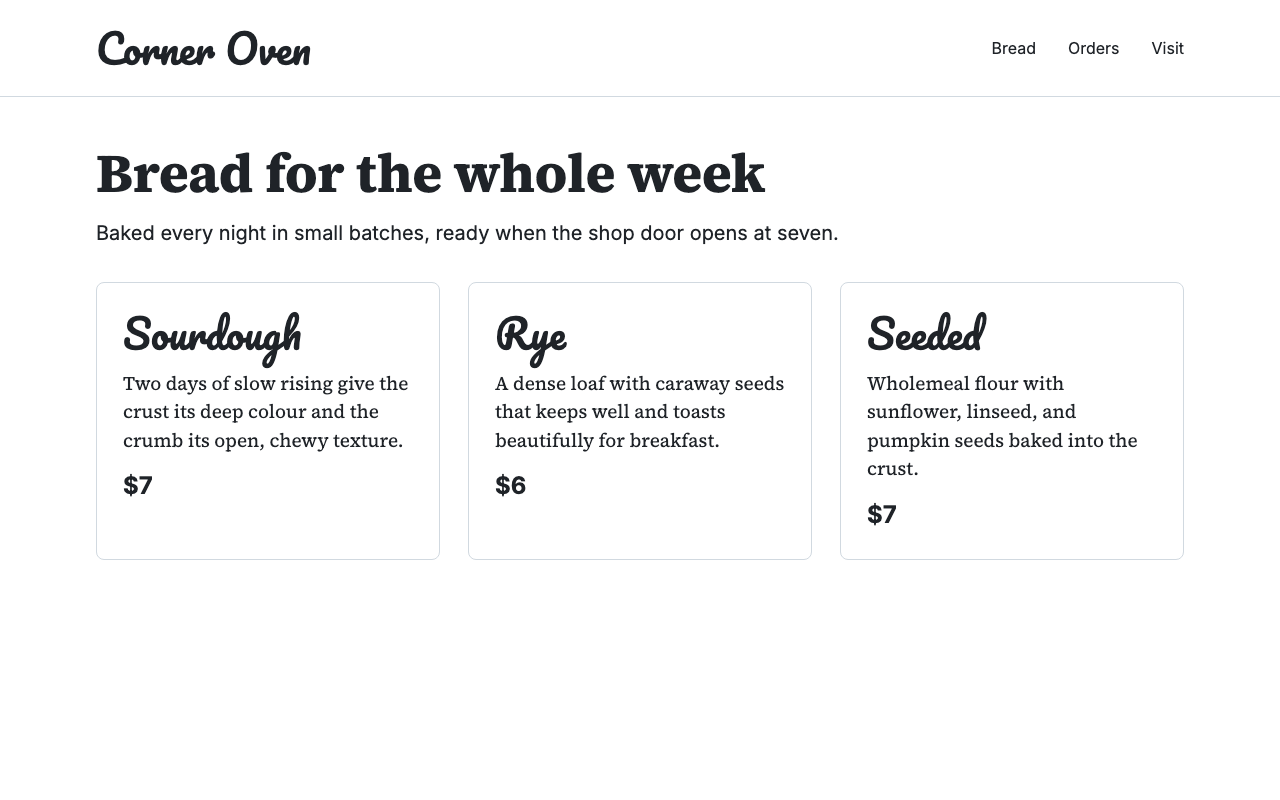 Corner Oven
Bread
Orders
Visit
Bread for the whole week
Baked every night in small batches, ready when the shop door opens at seven.
Sourdough
Two days of slow rising give the
crust its deep colour and the
crumb its open, chewy texture.
$7
Rye
A dense loaf with caraway seeds
that keeps well and toasts
beautifully for breakfast.
$6
Seeded
Wholemeal flour with
sunflower, linseed, and
pumpkin seeds baked into the
crust.
$7